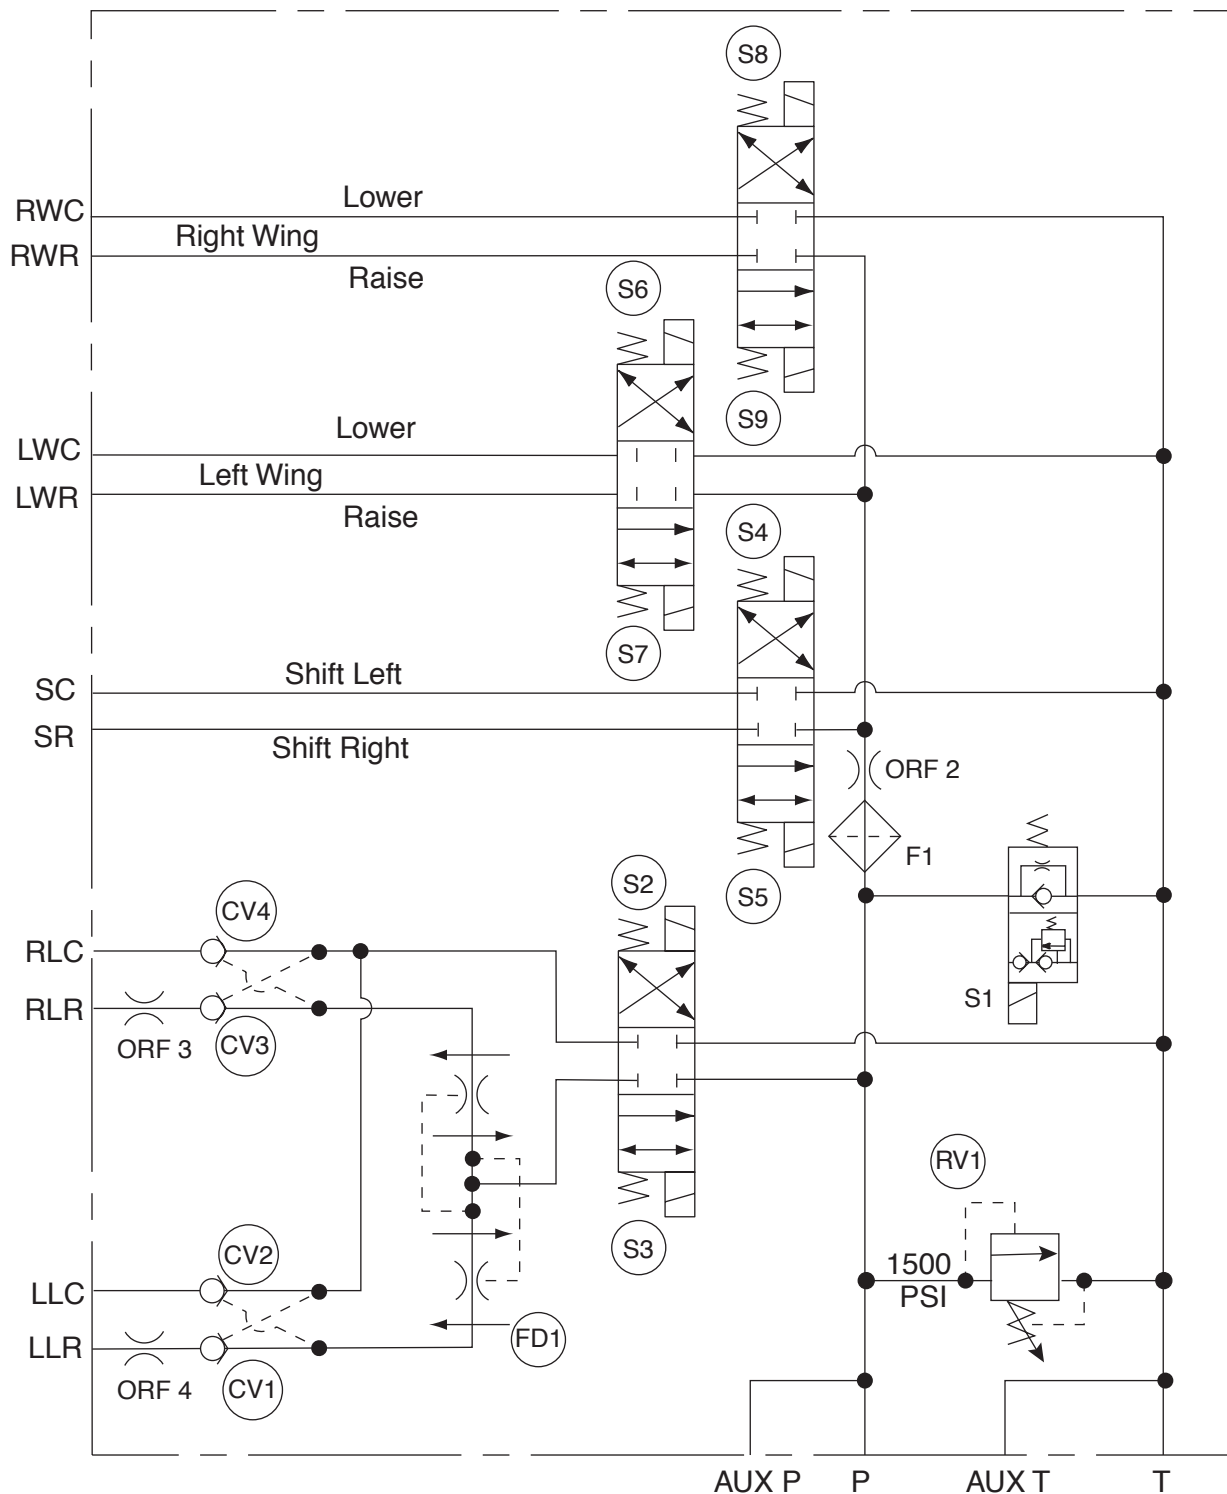 S8
RWC
Lower
Right Wing
RWR
Raise
S6
S9
LWC
Lower
Left Wing
LWR
Raise
S4
S7
SC
Shift Left
SR
Shift Right
ORF 2
F1
S2
S5
CV4
RLC
RLR
S1
ORF 3
CV3
RV1
S3
CV2
1500
PSI
LLC
LLR
FD1
ORF 4
CV1
AUX P
P
AUX T
T